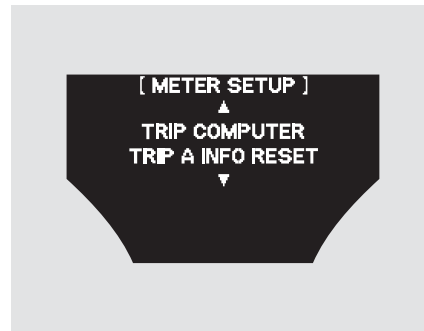 [ METER SETUP ]
▲
TRIP COMPUTER
TRIP A INFO RESET
▼